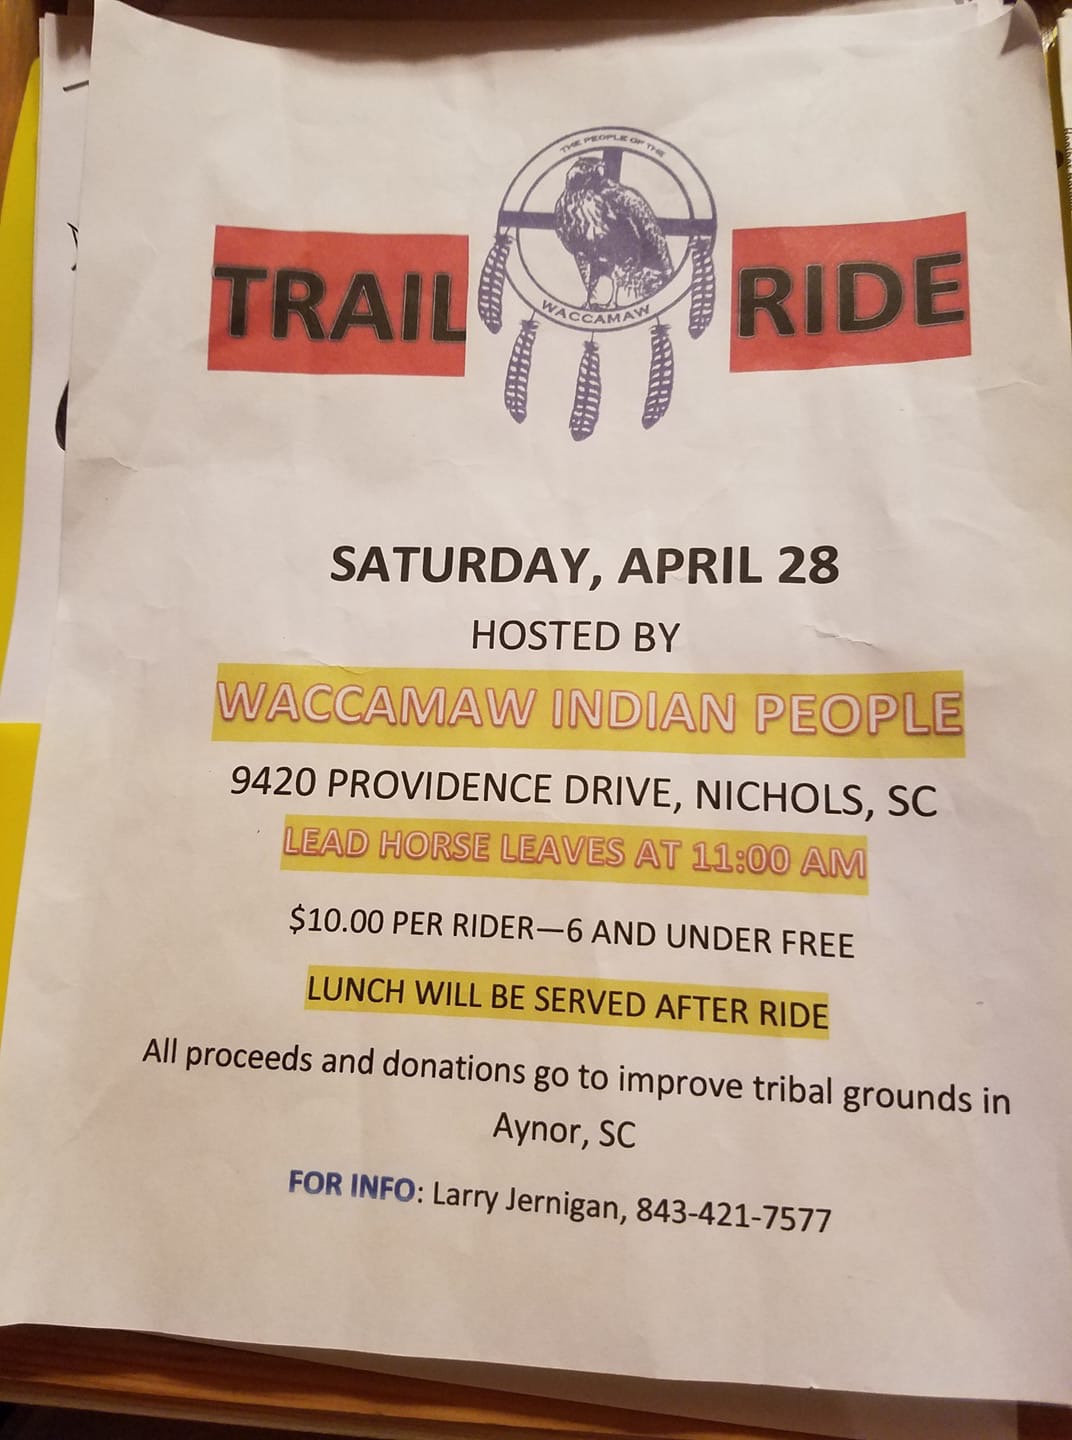 THE PEOPLE OF THE
TRAIL RIDE
WACCAMAW
SATURDAY, APRIL 28
HOSTED BY
WACCAMAW INDIAN PEOPLE
9420 PROVIDENCE DRIVE, NICHOLS, SC
LEAD HORSE LEAVES AT 11:00 AM
$10.00 PER RIDER—6 AND UNDER FREE
LUNCH WILL BE SERVED AFTER RIDE
All proceeds and donations go to improve tribal grounds in
Aynor, SC
FOR INFO: Larry Jernigan, 843-421-7577